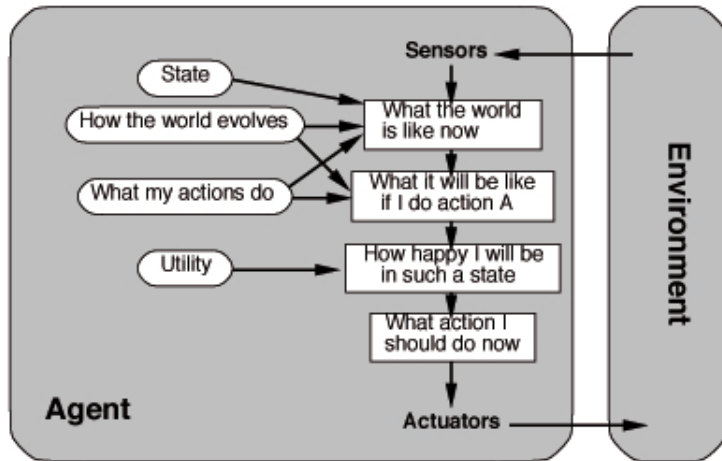 Sensors
State
What the world
is like now
How the world evolves
What my actions do
What it will be like
if I do action A
Utility
How happy I will be
in such a state
What action I
should do now
Agent
Actuators
Environment